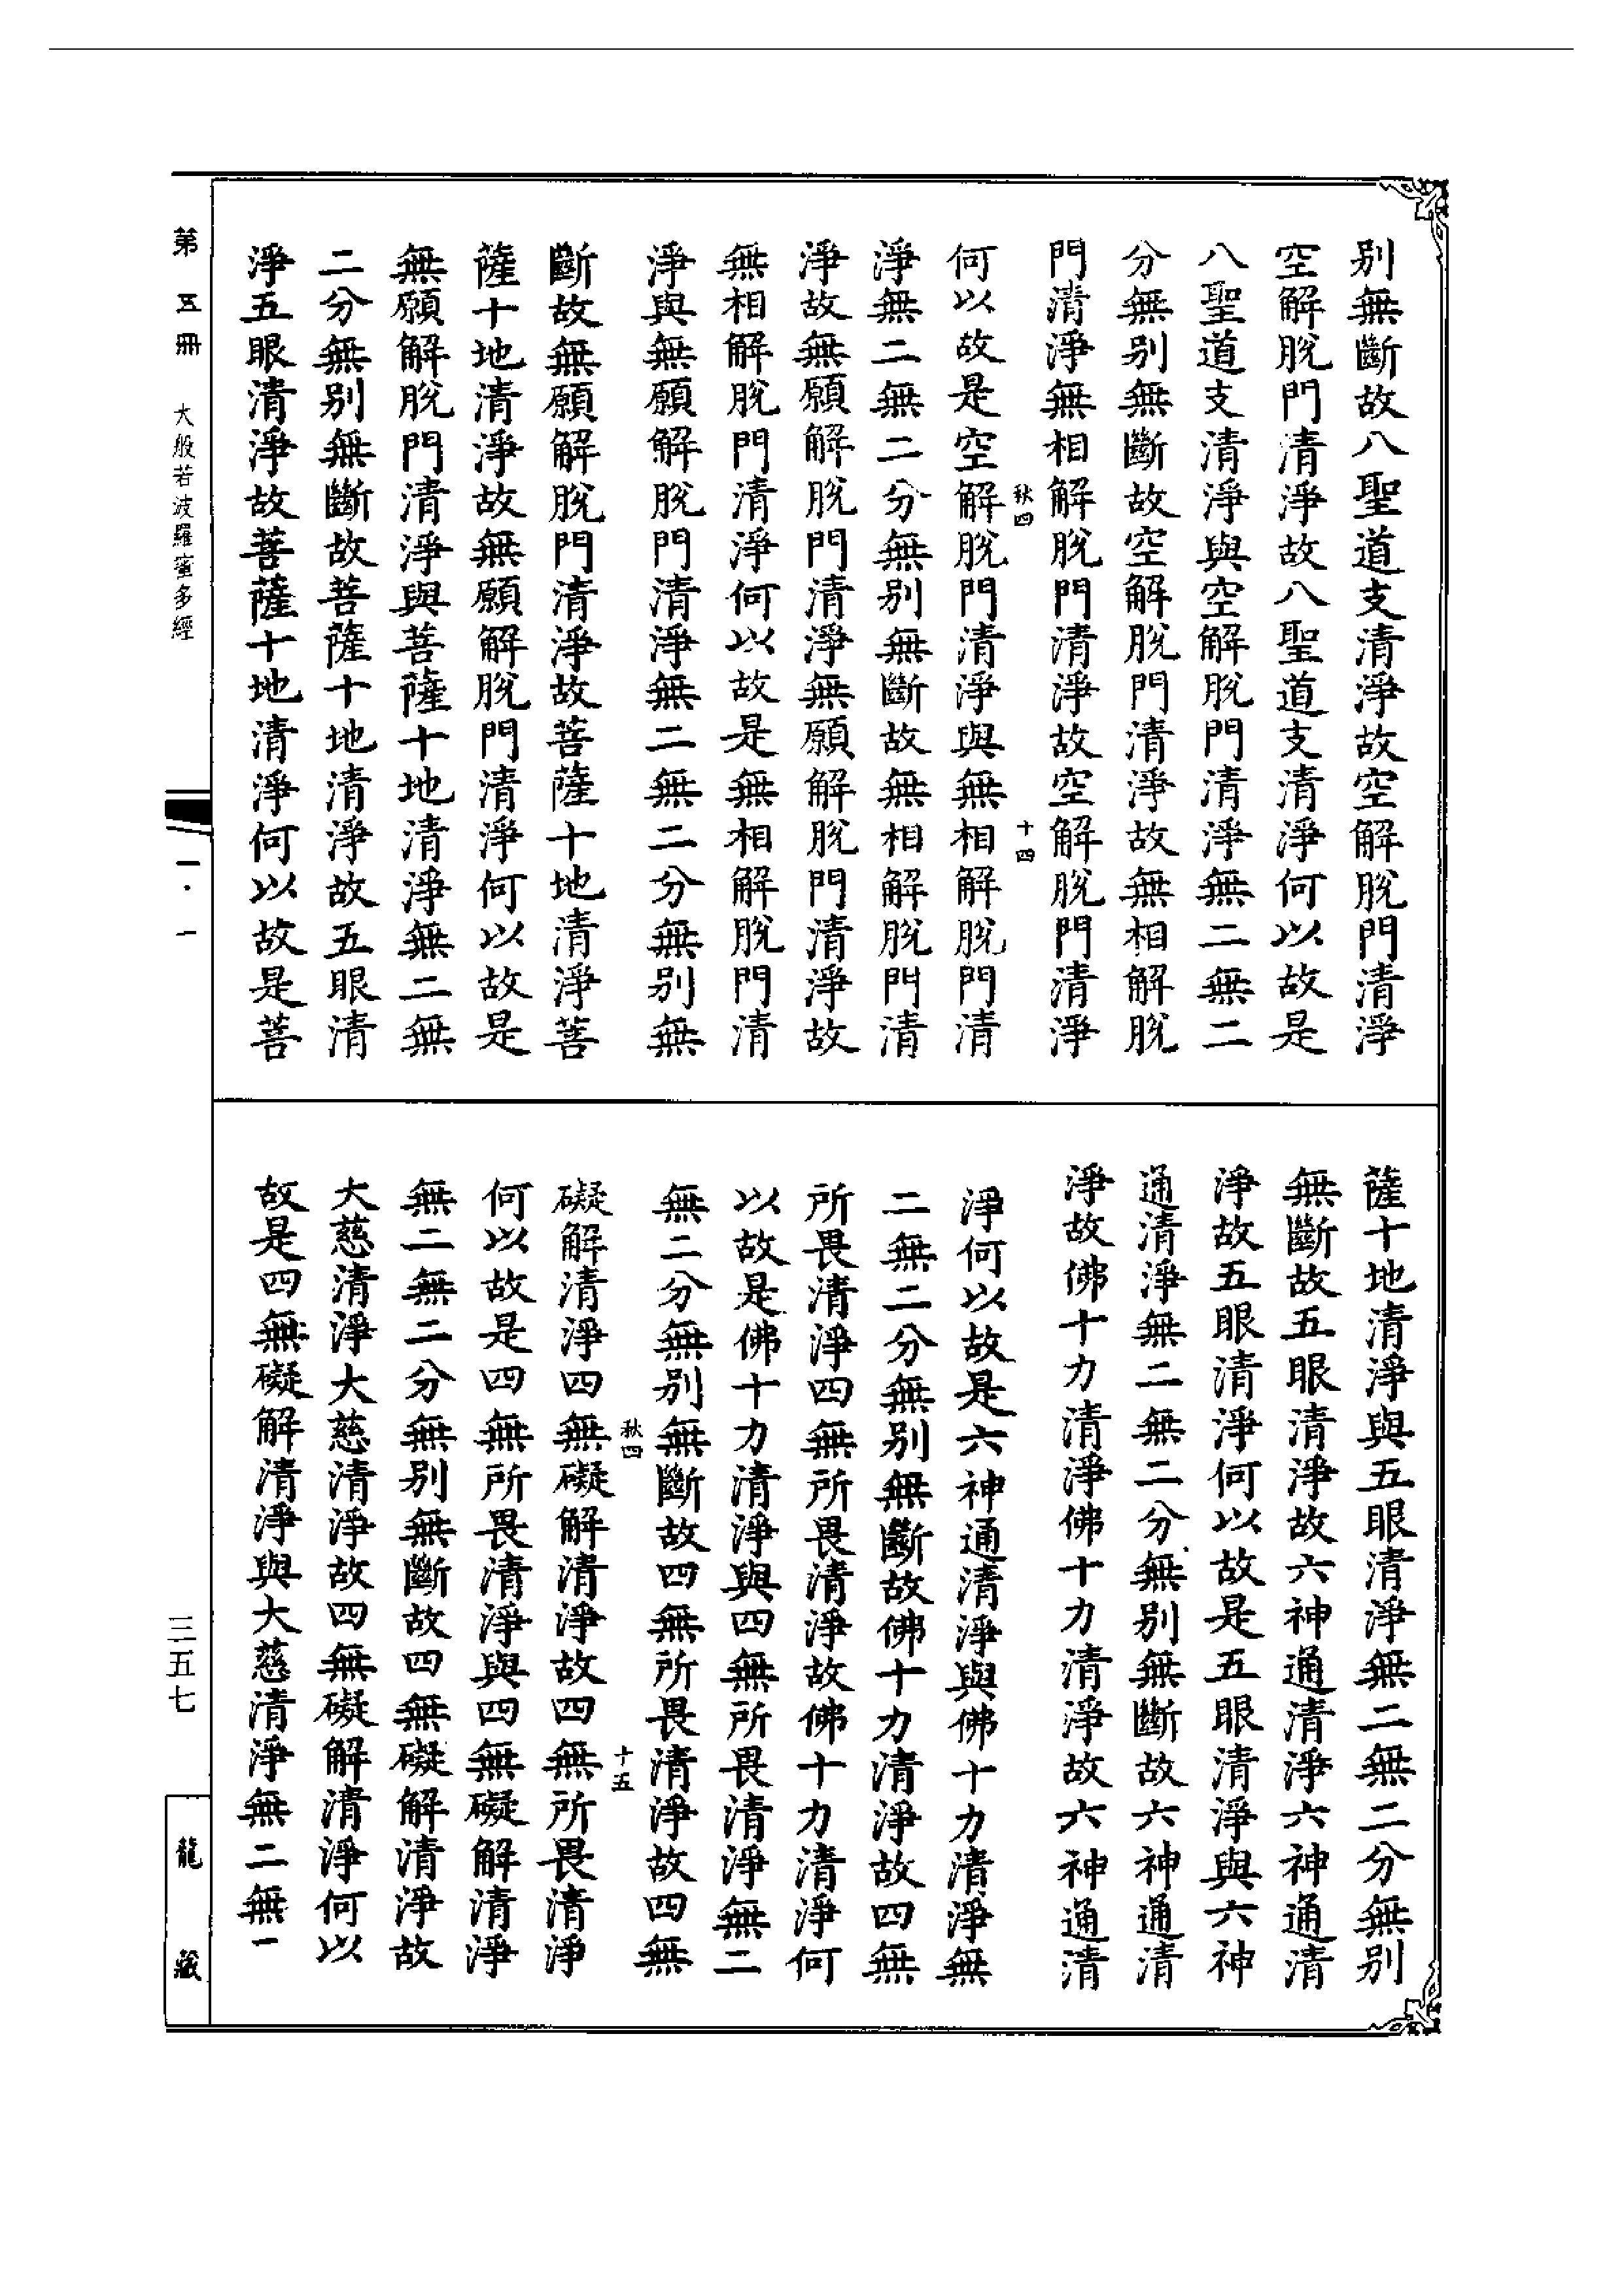 别無斷故八聖道支清淨故空解脫門清淨
空解脫門清淨故八聖道支清淨何以故是
八聖道支清淨與空解脫門清淨無二無二
分無别無斷故空解脫門清淨故無相解脫
門清淨無相解脫門清淨故空解脫門清淨
秋四
十四
何以故是空解脫門清淨與無相解脫門清
淨無二無二分無别無斷故無相解脫門清
淨故無願解脫門清淨無願解脫門清淨故
無相解脫門清淨何以故是無相解脫門清
淨與無願解脫門清淨無二無二分無别無
斷故無願解脫門清淨故菩薩十地清淨菩
薩十地清淨故無願解脫門清淨何以故是
無願解脫門清淨與菩薩十地清淨無二無
二分無别無斷故菩薩十地清淨故五眼清
淨五眼清淨故菩薩十地清淨何以故是菩
薩十地清淨與五眼清淨無二無二分無别
無斷故五眼清淨故六神通清淨六神通清
淨故五眼清淨何以故是五眼清淨與六神
通清淨無二無二分無别無斷故六神通清
淨故佛十力清淨佛十力清淨故六神通清
淨何以故是六神通清淨與佛十力清淨無
二無二分無别無斷故佛十力清淨故四無
所畏清淨四無所畏清淨故佛十力清淨何
以故是佛十力清淨與四無所畏清淨無二
無二分無别無斷故四無所畏清淨故四無
秋四
十五
礙解清淨四無礙解清淨故四無所畏清淨
何以故是四無所畏清淨與四無礙解清淨
無二無二分無别無斷故四無礙解清淨故
大慈清淨大慈清淨故四無礙解清淨何以
故是四無礙解清淨與大慈清淨無二無一
第五冊
大般若波羅蜜多經
一·一
三五七
龍藏